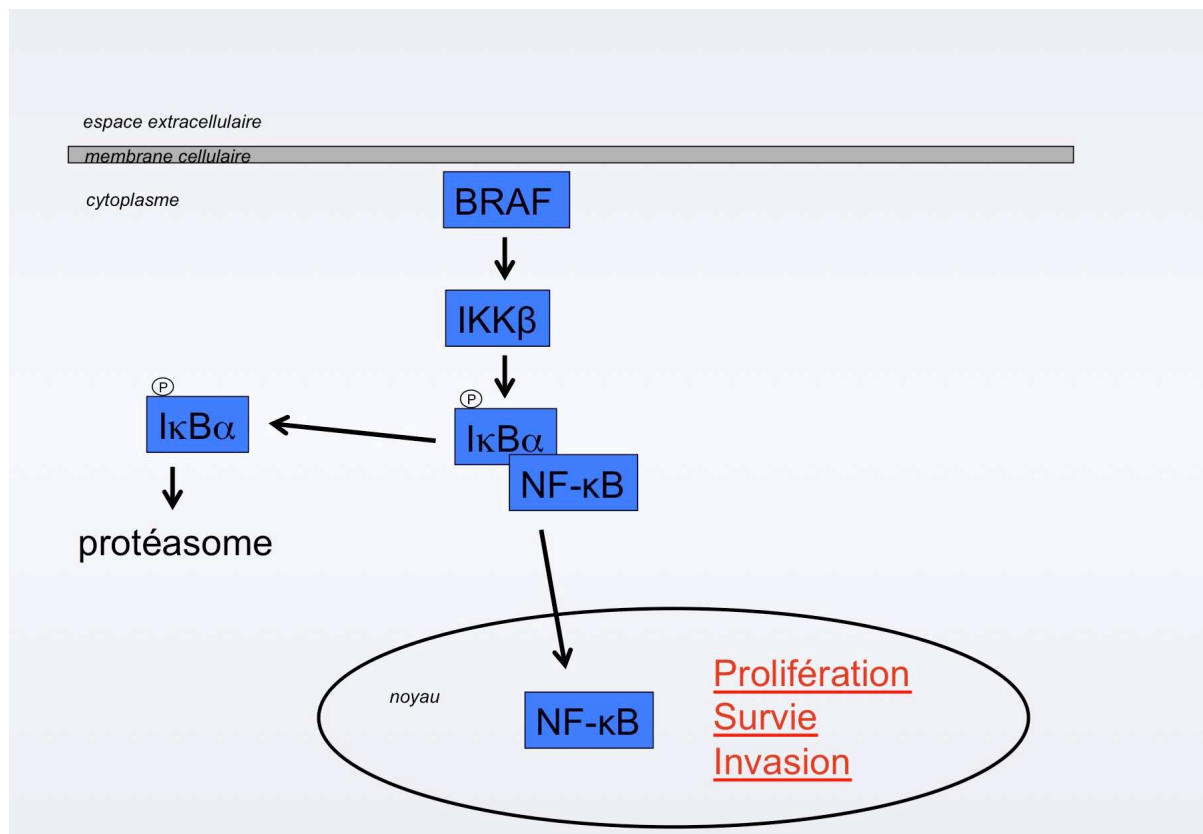 espace extracellulaire
membrane cellulaire
cytoplasme
BRAF
IKKβ
P
IκBα
P
IκBα
NF-κB
protéasome
noyau
NF-κB
Prolifération
Survie
Invasion